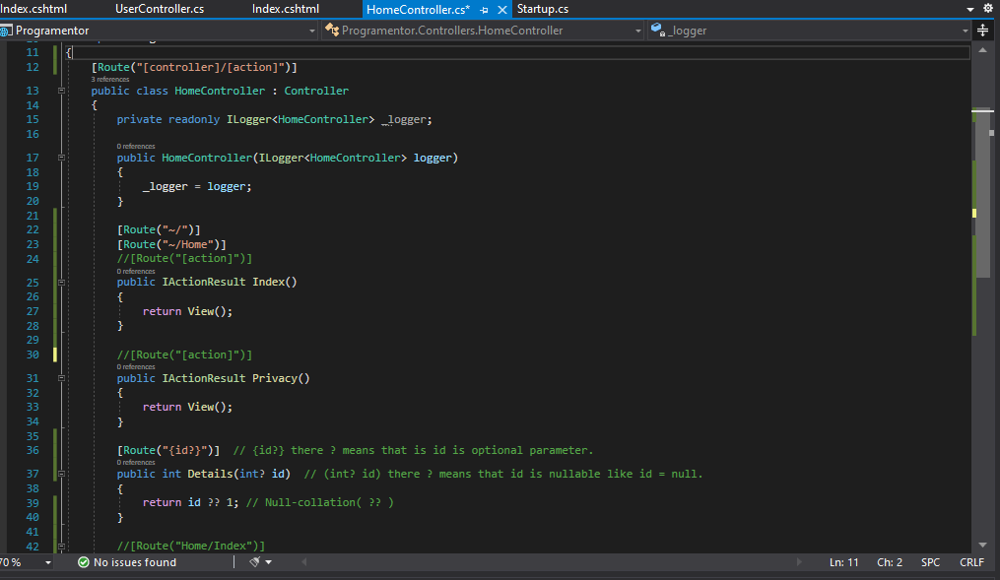 Index.cshtml UserController.cs Index.cshtml HomeController.cs* Startup.cs
Programentor Programentor.Controllers.HomeController _logger
11 {
12 [Route("[controller]/[action]")]
3 references
13 public class HomeController : Controller
14 {
15 private readonly ILogger<HomeController> _logger;
16
0 references
17 public HomeController(ILogger<HomeController> logger)
18 {
19 _logger = logger;
20 }
21
22 [Route("~/")]
23 [Route("~/Home")]
24 //[Route("[action]")]
0 references
25 public IActionResult Index()
26 {
27 return View();
28 }
29
30 //[Route("[action]")]
0 references
31 public IActionResult Privacy()
32 {
33 return View();
34 }
35
36 [Route("{id?}")] // {id?} there ? means that is id is optional parameter.
0 references
37 public int Details(int? id) // (int? id) there ? means that id is nullable like id = null.
38 {
39 return id ?? 1; // Null-collation( ?? )
40 }
41
42 //[Route("Home/Index")]
70 % No issues found Ln: 11 Ch: 2 SPC CRLF